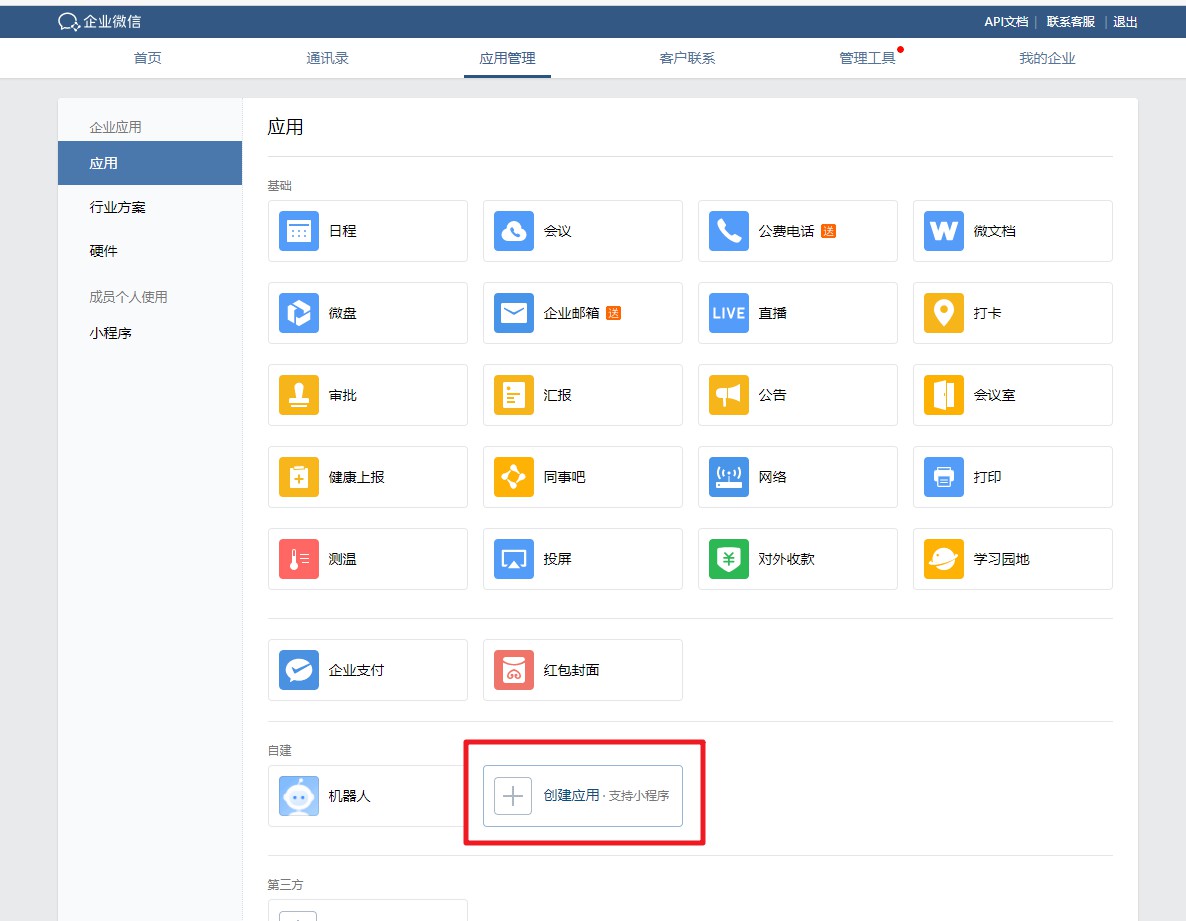 企业微信
API文档 | 联系客服 | 退出
首页 通讯录 应用管理 客户联系 管理工具 我的企业
企业应用
应用
行业方案
硬件
成员个人使用
小程序
应用
基础
日程 会议 公费电话 送 微文档
W
微盘 企业邮箱 送 LIVE 直播 打卡
审批 汇报 公告 会议室
健康上报 同事吧 网络 打印
测温 投屏 对外收款 学习园地
企业支付 红包封面
自建
机器人 创建应用 · 支持小程序
第三方